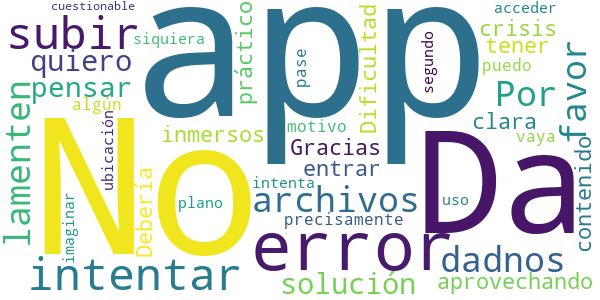 cuestionable
acceder
subir
app
crisis
siquiera
práctico
Dificultad
segundo
tener
favor
quiero
pase
puedo
pensar
Por
lamenten
algún
No
Da
inmersos
motivo
clara
ubicación
Gracias
vaya
entrar
contenido
Debería
intenta
imaginar
plano
archivos
uso
precisamente
error
dadnos
intentar
solución
aprovechando